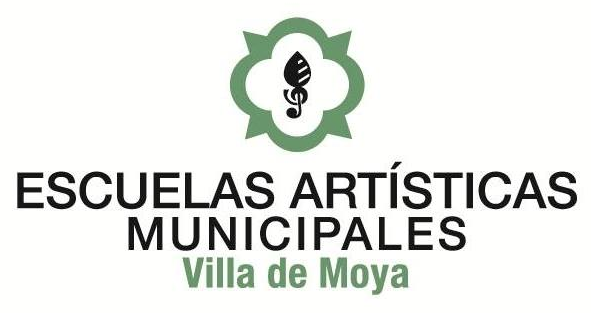 ESCUELAS ARTÍSTICAS
MUNICIPALES
Villa de Moya